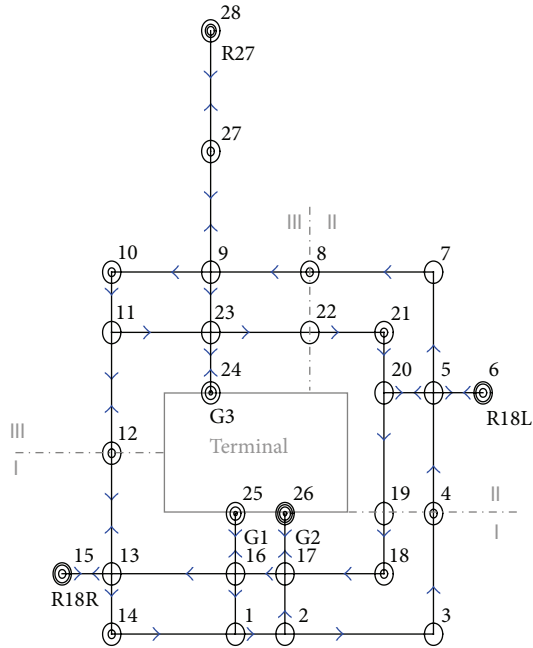 28
R27
27
III II
10 9 8 7
11 23 22 21
24 20 5 6
G3 R18L
III 12 Terminal
I
25 26 19 4 II
G1 G2 I
15 13 16 17 18
R18R
14 1 2 3